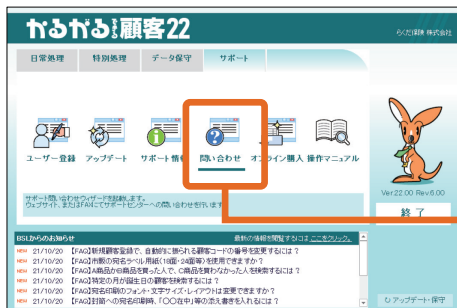 かるがるできる顧客22
らくだ保険 株式会社
日常処理 特別処理 データ保守 サポート
ユーザー登録 アップデート サポート情報 問い合わせ オンライン購入 操作マニュアル
サポート問い合わせウィザードを起動します。
ウェブサイト、またはFAXにてサポートセンターへの問い合わせを行います。
Ver.22.00 Rev.6.00
終了
BSLからのお知らせ 最新の情報を閲覧するにはここをクリック。
NEW 21/10/20 【FAQ】新規顧客登録で、自動的に振られる顧客コードの番号を変更するには？
NEW 21/10/20 【FAQ】市販の宛名ラベル用紙(18面・24面等)を使用できますか？
NEW 21/10/20 【FAQ】A商品かB商品を買った人で、C商品を買わなかった人を検索するには？
NEW 21/10/20 【FAQ】特定の月が誕生日の顧客を検索するには？
NEW 21/10/20 【FAQ】宛名印刷のフォント・文字サイズ・レイアウトは変更できますか？
NEW 21/10/20 【FAQ】封筒への宛名印刷時、「○○在中」等の添え書きを入れるには？
アップデート・保守